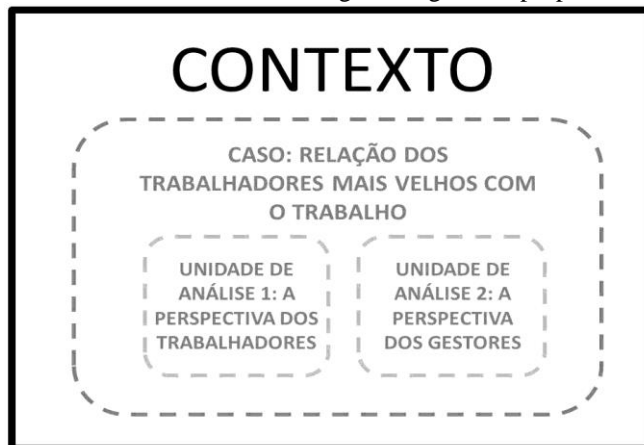 CONTEXTO
CASO: RELAÇÃO DOS
TRABALHADORES MAIS VELHOS COM
O TRABALHO
UNIDADE DE
ANÁLISE 1: A
PERSPECTIVA DOS
TRABALHADORES
UNIDADE DE
ANÁLISE 2: A
PERSPECTIVA
DOS GESTORES